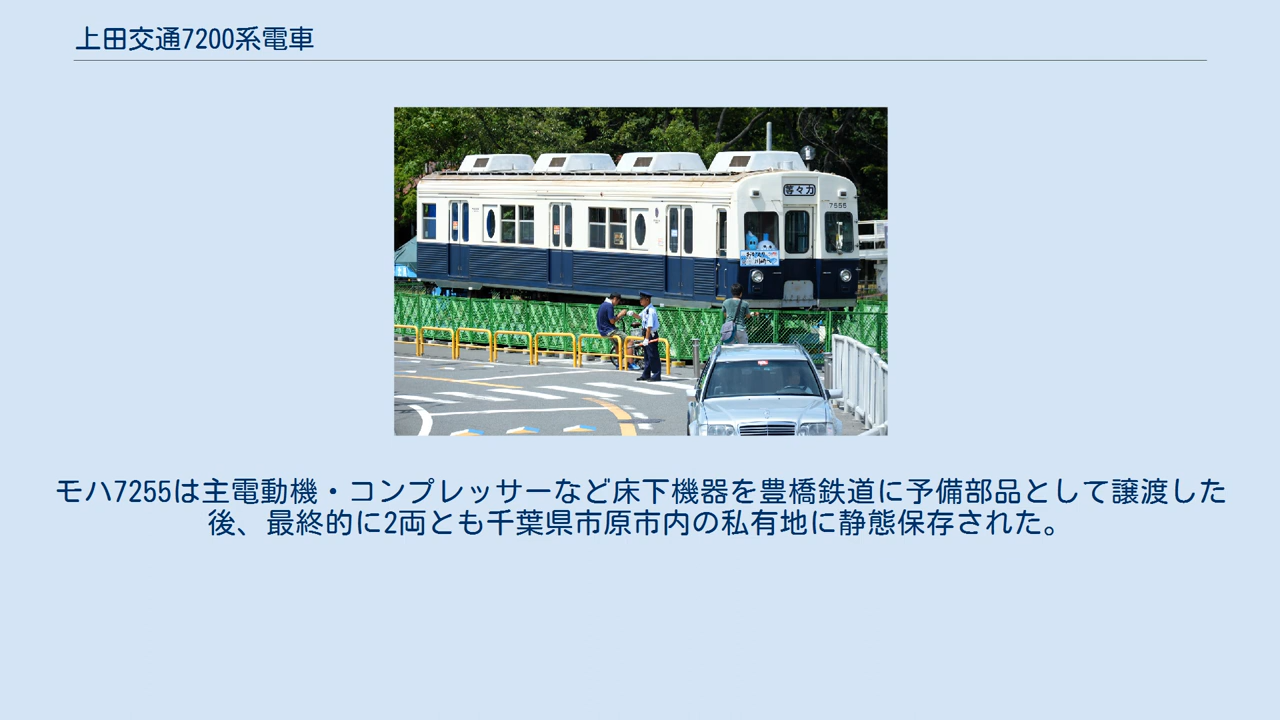 上田交通7200系電車
等々力
7555
モハ7255は主電動機・コンプレッサーなど床下機器を豊橋鉄道に予備部品として譲渡した
後、最終的に2両とも千葉県市原市内の私有地に静態保存された。